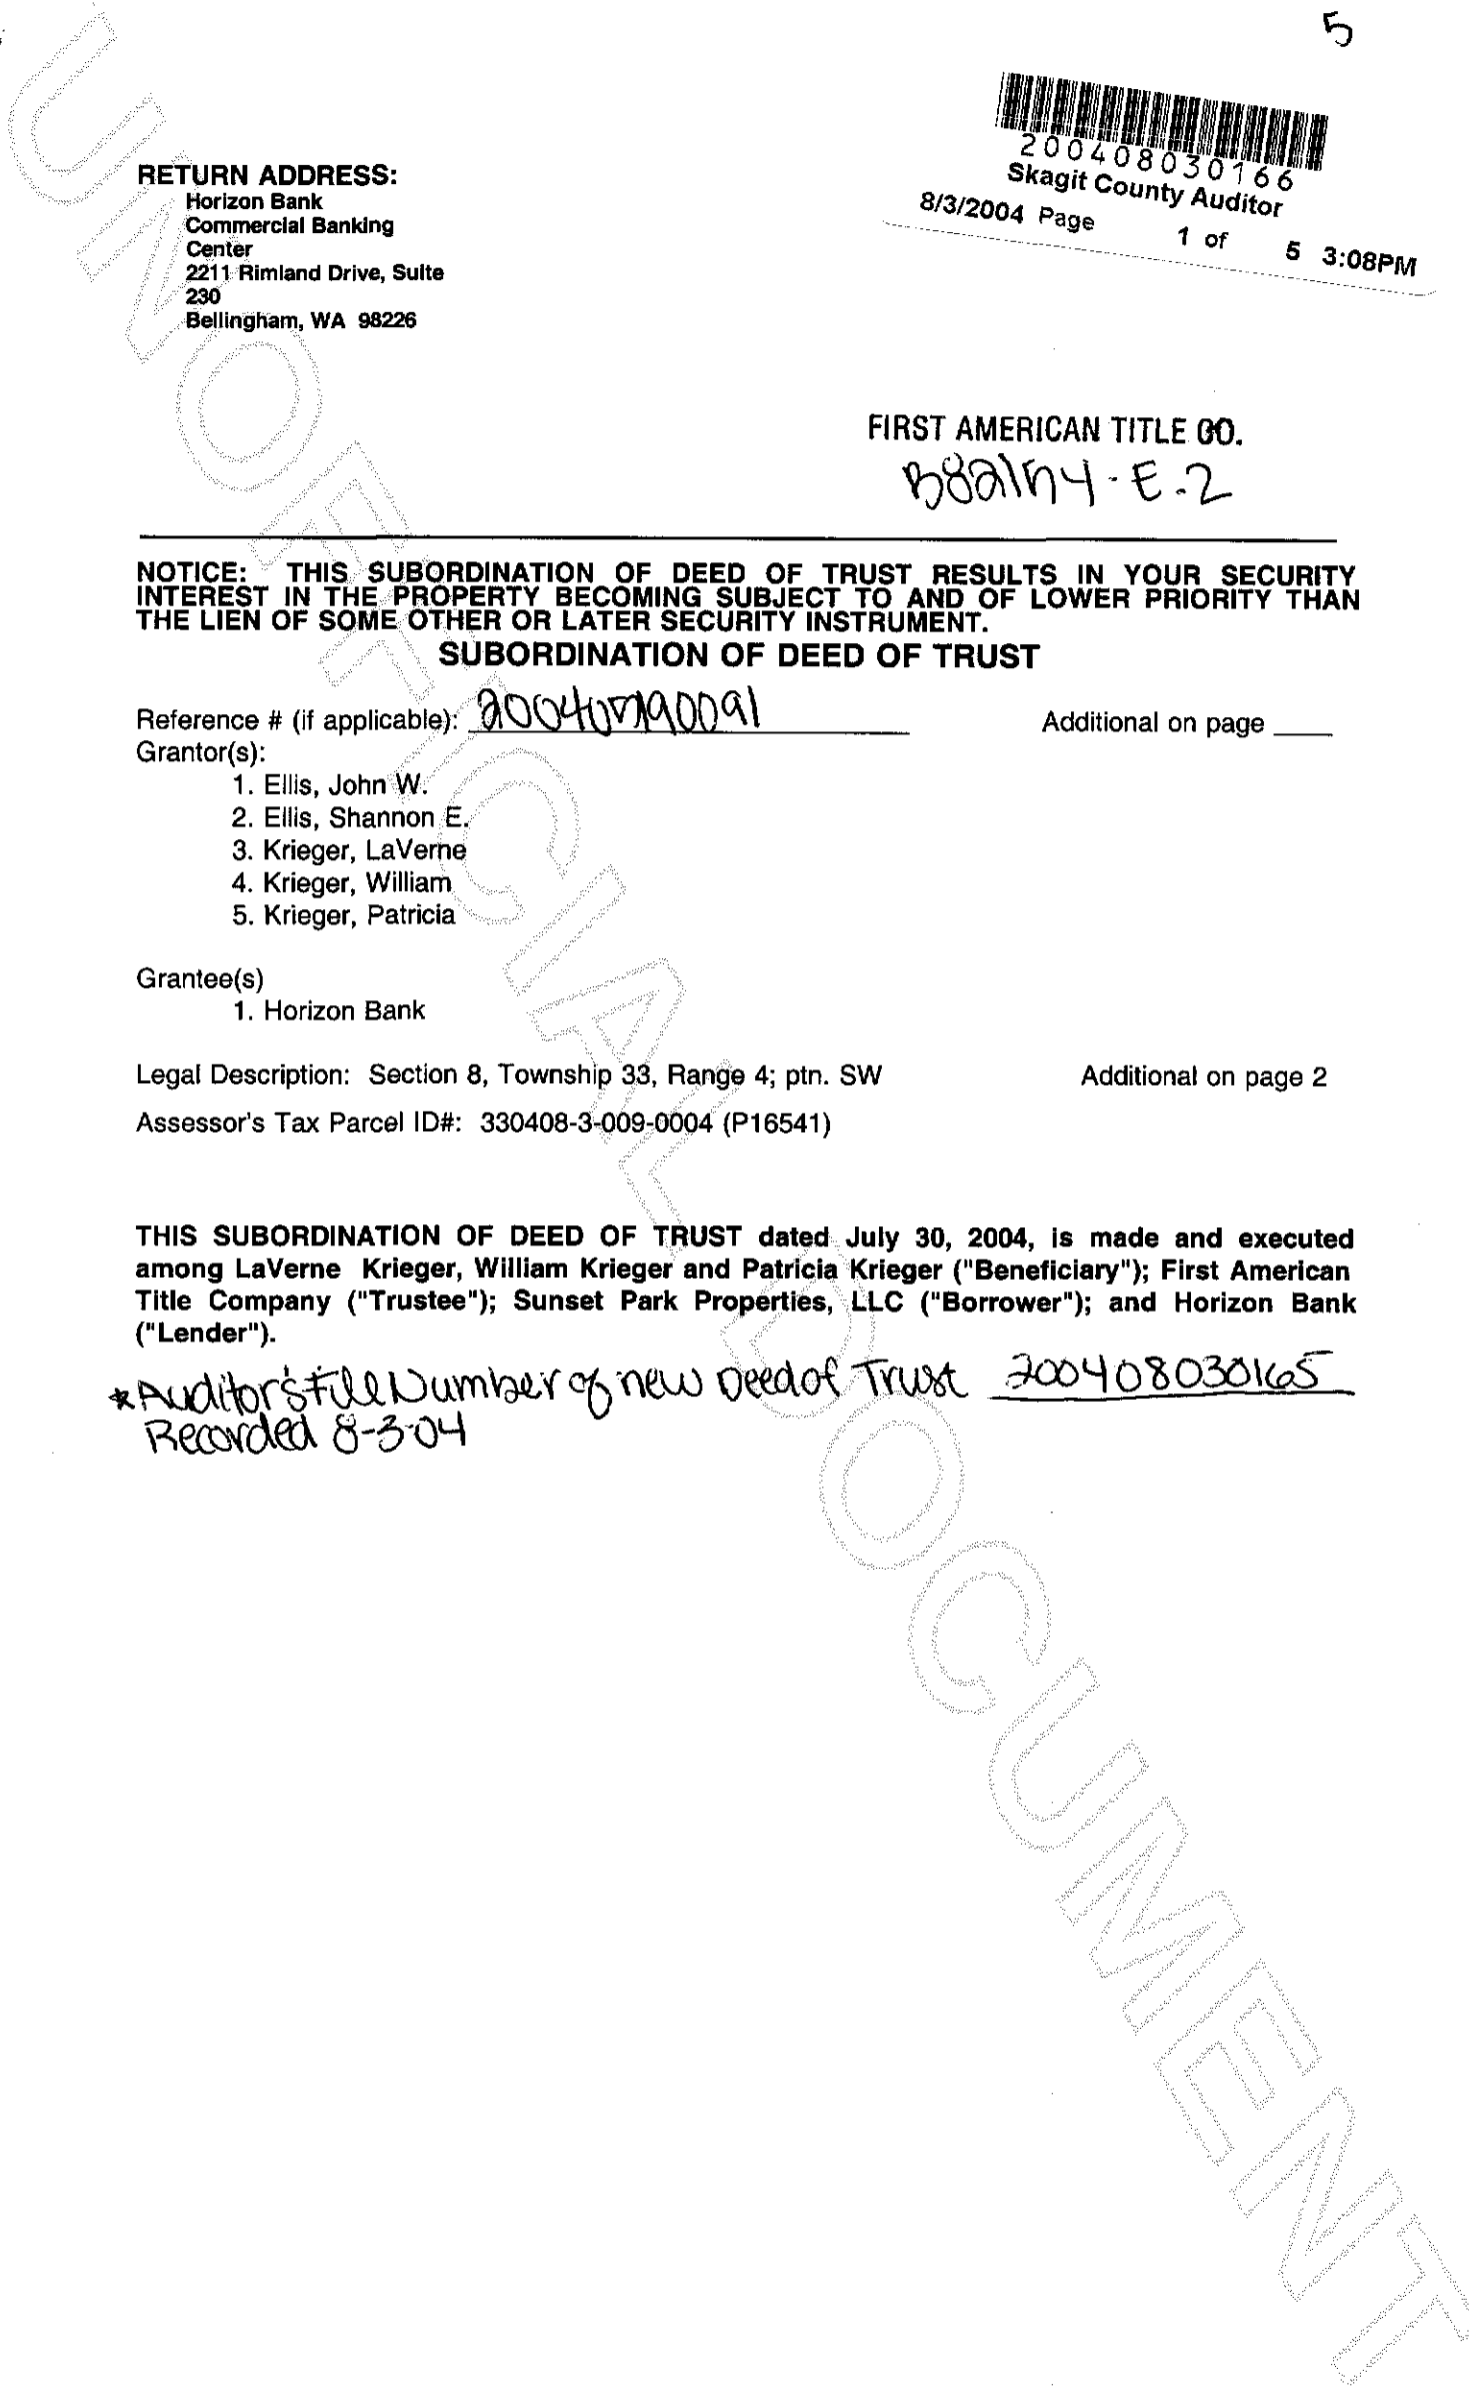 5
200408030166
Skagit County Auditor
8/3/2004 Page 1 of 5 3:08PM
RETURN ADDRESS:
Horizon Bank
Commercial Banking
Center
2211 Rimland Drive, Suite
230
Bellingham, WA 98226
FIRST AMERICAN TITLE CO.
E-2
NOTICE: THIS SUBORDINATION OF DEED OF TRUST RESULTS IN YOUR SECURITY
INTEREST IN THE PROPERTY BECOMING SUBJECT TO AND OF LOWER PRIORITY THAN
THE LIEN OF SOME OTHER OR LATER SECURITY INSTRUMENT.
SUBORDINATION OF DEED OF TRUST
Reference # (if applicable): Additional on page ____
Grantor(s):
1. Ellis, John W.
2. Ellis, Shannon E.
3. Krieger, LaVerne
4. Krieger, William
5. Krieger, Patricia
Grantee(s)
1. Horizon Bank
Legal Description: Section 8, Township 33, Range 4; ptn. SW Additional on page 2
Assessor's Tax Parcel ID#: 330408-3-009-0004 (P16541)
THIS SUBORDINATION OF DEED OF TRUST dated July 30, 2004, is made and executed
among LaVerne Krieger, William Krieger and Patricia Krieger ("Beneficiary"); First American
Title Company ("Trustee"); Sunset Park Properties, LLC ("Borrower"); and Horizon Bank
("Lender").
*Auditor's File Number of new Deed of Trust 200408030165
Recorded 8-3-04
UNOFFICIAL DOCUMENT